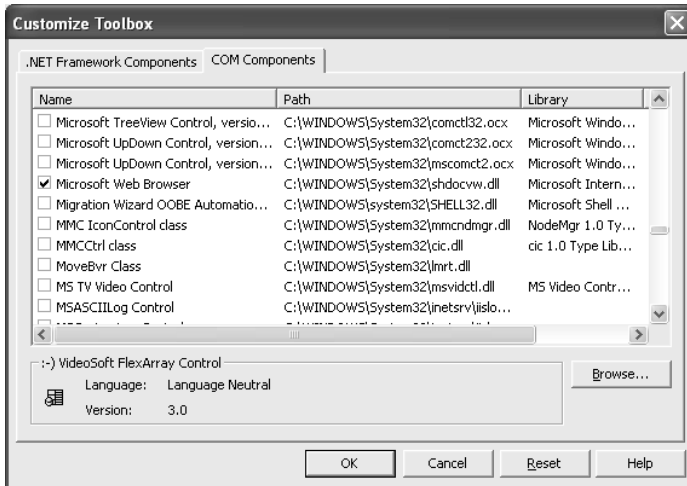 Customize Toolbox
.NET Framework Components COM Components
Name Path Library
Microsoft TreeView Control, versio... C:\WINDOWS\System32\comctl32.ocx Microsoft Windo...
Microsoft UpDown Control, version... C:\WINDOWS\System32\comct232.ocx Microsoft Windo...
Microsoft UpDown Control, version... C:\WINDOWS\System32\mscomct2.ocx Microsoft Windo...
Microsoft Web Browser C:\WINDOWS\System32\shdocvw.dll Microsoft Intern...
Migration Wizard OOBE Automatio... C:\WINDOWS\System32\SHELL32.dll Microsoft Shell ...
MMC IconControl class C:\WINDOWS\System32\mmcndmgr.dll NodeMgr 1.0 Ty...
MMCCtrl class C:\WINDOWS\System32\cic.dll cic 1.0 Type Lib...
MoveBvr Class C:\WINDOWS\System32\lmrt.dll
MS TV Video Control C:\WINDOWS\System32\msvidctl.dll MS Video Contr...
MSASCIILog Control C:\WINDOWS\System32\inetsrv\iislo...
:-) VideoSoft FlexArray Control
Browse...
Language: Language Neutral
Version: 3.0
OK Cancel Reset Help